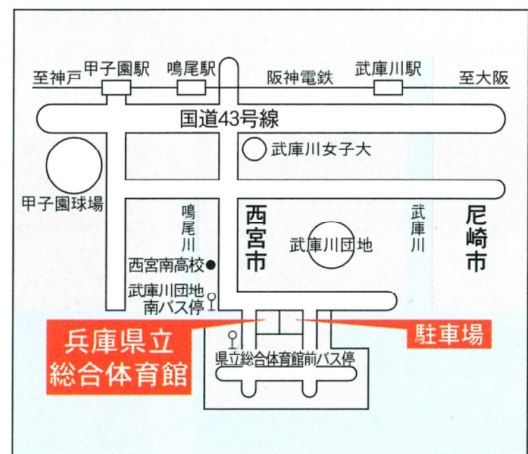 甲子園駅
鳴尾駅
武庫川駅
至神戸
阪神電鉄
至大阪
国道43号線
武庫川女子大
甲子園球場
鳴尾川
西宮市
武庫川団地
武庫川
尼崎市
西宮南高校
武庫川団地
南バス停
兵庫県立
総合体育館
駐車場
県立総合体育館前バス停